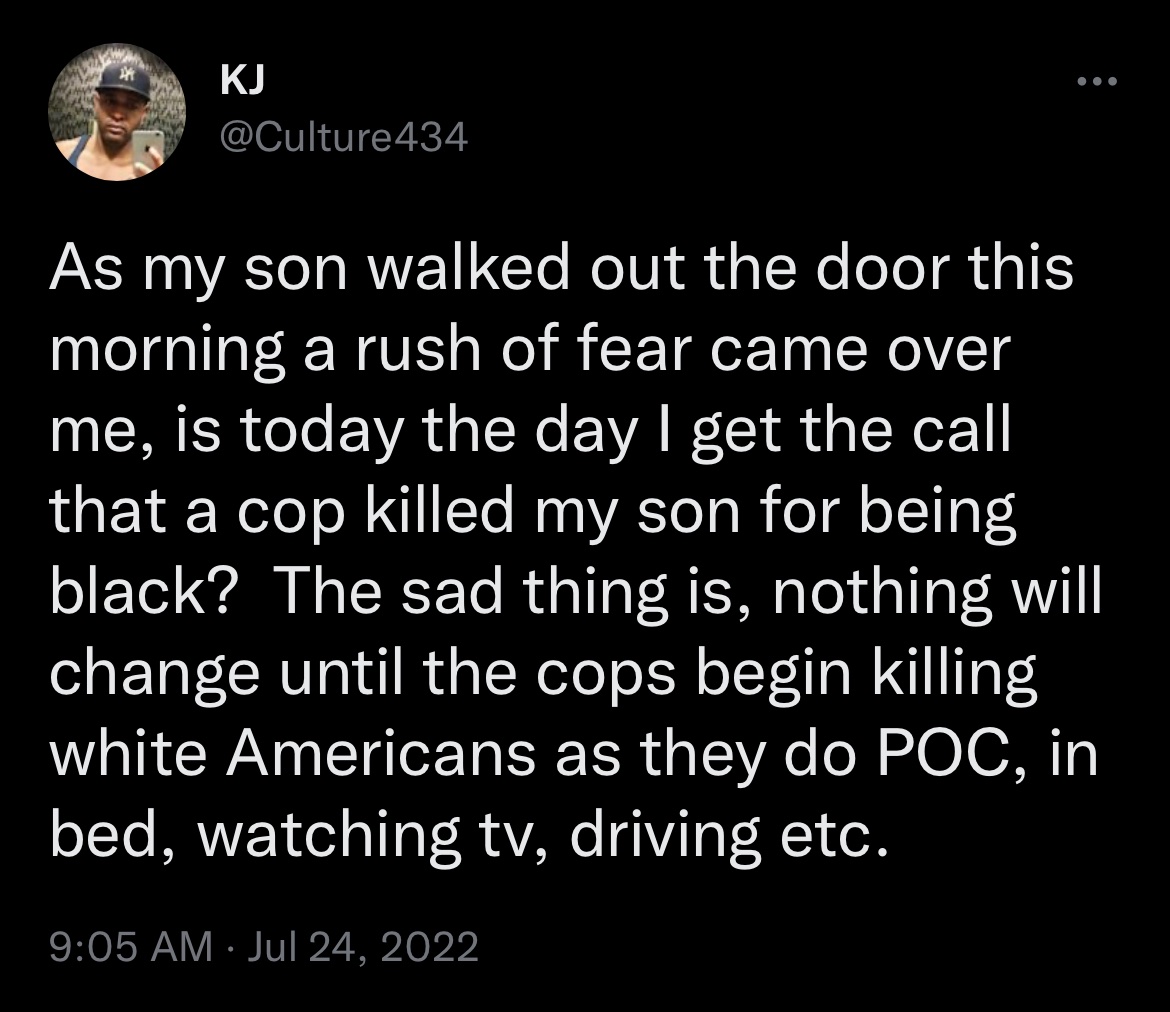 KJ
@Culture434
As my son walked out the door this
morning a rush of fear came over
me, is today the day I get the call
that a cop killed my son for being
black?  The sad thing is, nothing will
change until the cops begin killing
white Americans as they do POC, in
bed, watching tv, driving etc.
9:05 AM · Jul 24, 2022